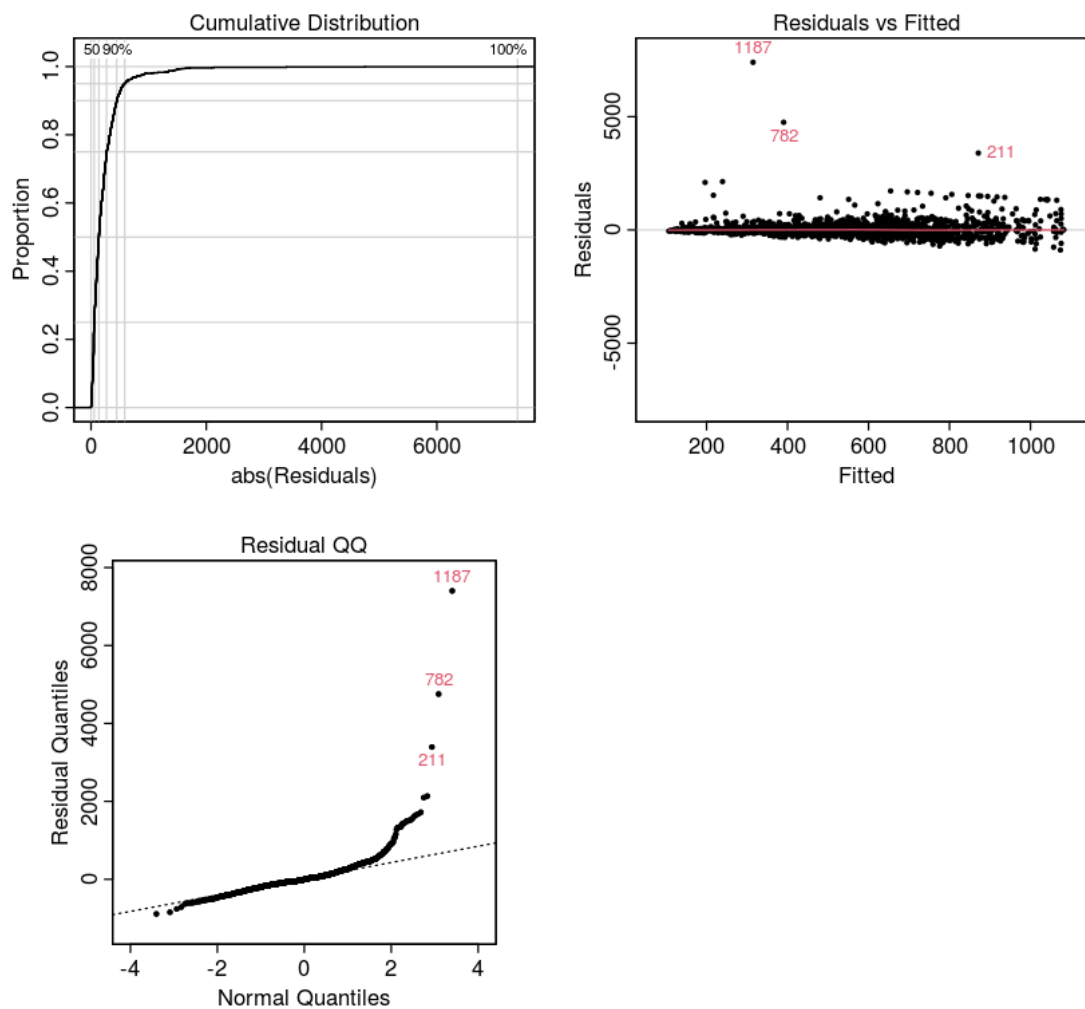 Cumulative Distribution
50 90% 100%
Proportion
0.0 0.2 0.4 0.6 0.8 1.0
0 2000 4000 6000
abs(Residuals)
Residuals vs Fitted
1187
782
211
Residuals
-5000 0 5000
200 400 600 800 1000
Fitted
Residual QQ
1187
782
211
Residual Quantiles
0 2000 4000 6000 8000
-4 -2 0 2 4
Normal Quantiles